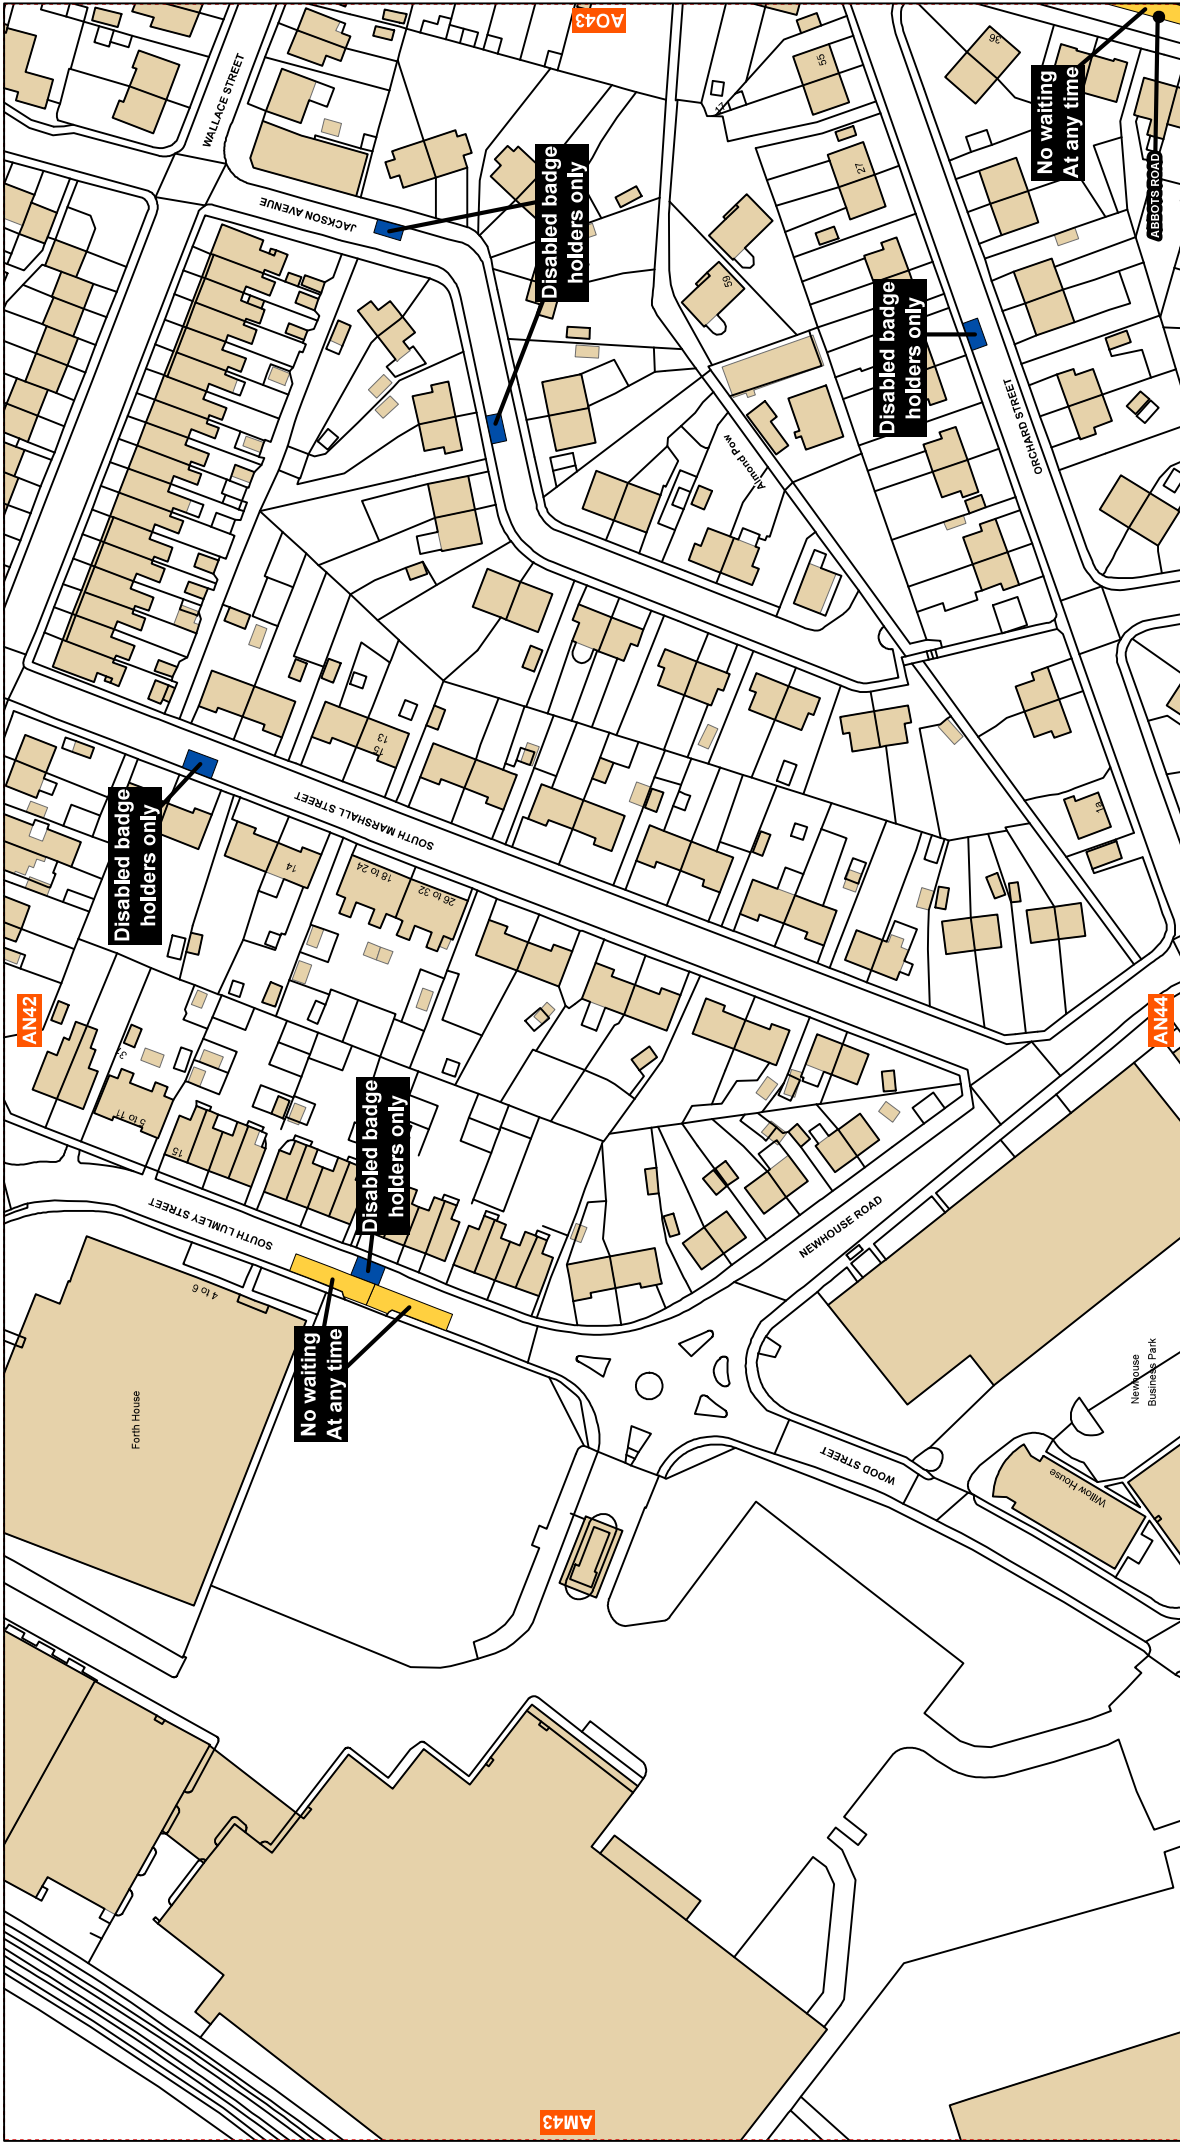 AO43
WALLACE STREET
JACKSON AVENUE
Disabled badge
holders only
55
27
59
36
No waiting
At any time
ABBOTS ROAD
Disabled badge
holders only
ORCHARD STREET
Almond Pow
13
15
SOUTH MARSHALL STREET
Disabled badge
holders only
14
18 to 24
26 to 32
1a
AN42
AN44
5 to 11
15
Disabled badge
holders only
SOUTH LUMLEY STREET
4 to 6
No waiting
At any time
Forth House
NEWHOUSE ROAD
WOOD STREET
Newhouse
Business Park
Willow House
AM43